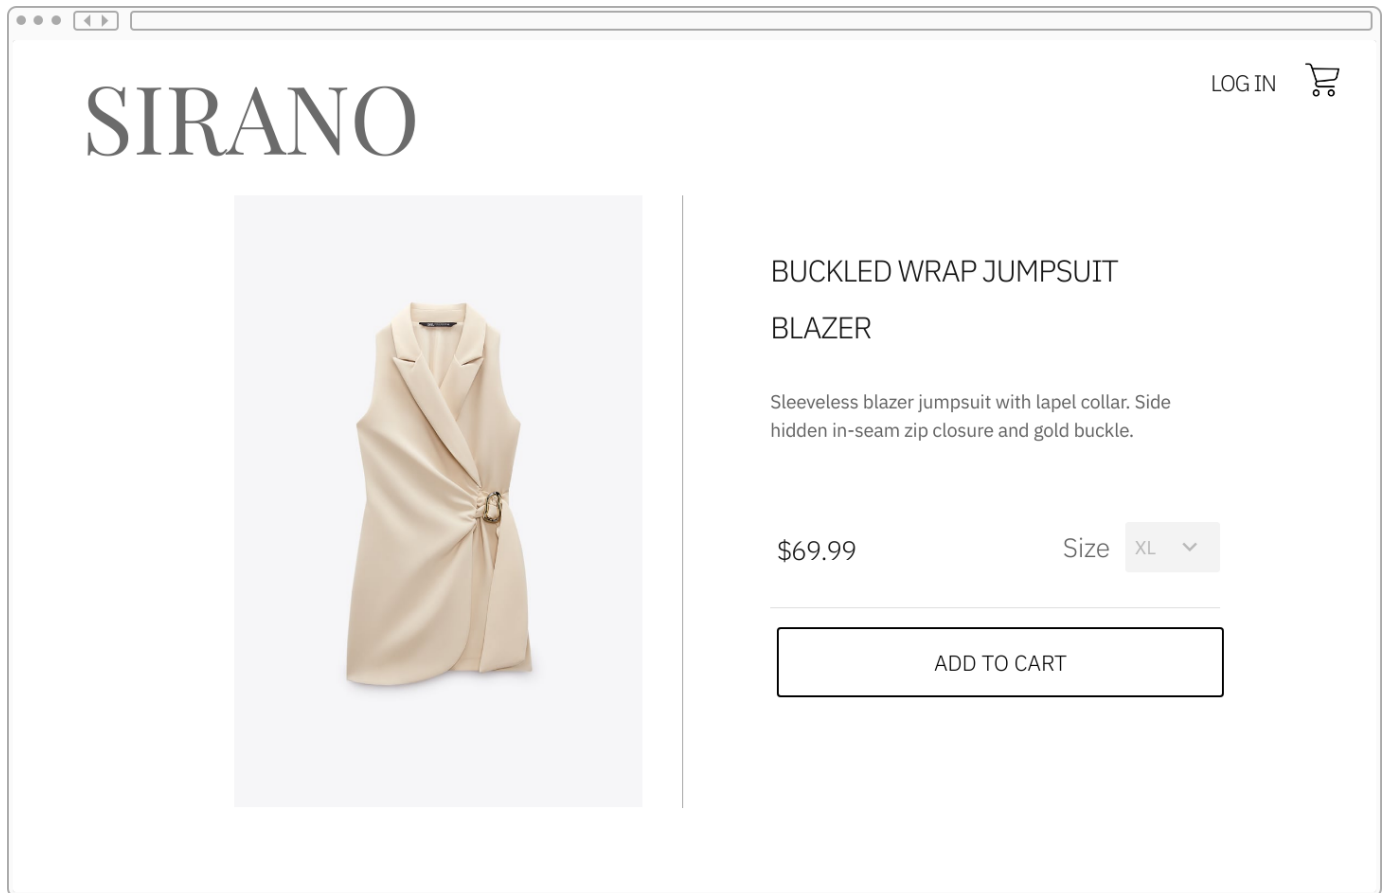 SIRANO
LOG IN
BUCKLED WRAP JUMPSUIT
BLAZER
Sleeveless blazer jumpsuit with lapel collar. Side
hidden in-seam zip closure and gold buckle.
$69.99
Size
XL
ADD TO CART